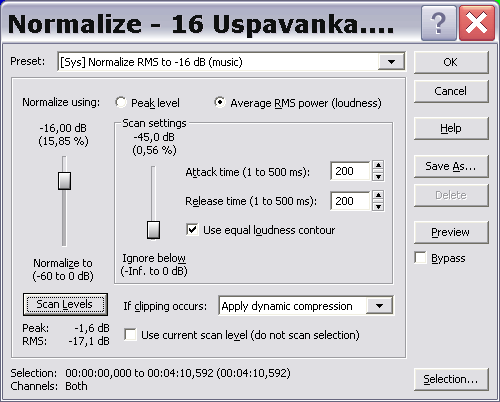 Normalize - 16 Uspavanka....
?
Preset: [Sys] Normalize RMS to -16 dB (music)
OK
Cancel
Help
Save As...
Delete
Preview
Bypass
Normalize using: Peak level Average RMS power (loudness)
-16,00 dB
(15,85 %)
Normalize to
(-60 to 0 dB)
Scan settings
-45,0 dB
(0,56 %)
Ignore below
(-Inf. to 0 dB)
Attack time (1 to 500 ms): 200
Release time (1 to 500 ms): 200
Use equal loudness contour
Scan Levels
Peak: -1,6 dB
RMS: -17,1 dB
If clipping occurs: Apply dynamic compression
Use current scan level (do not scan selection)
Selection: 00:00:00,000 to 00:04:10,592 (00:04:10,592)
Channels: Both
Selection...